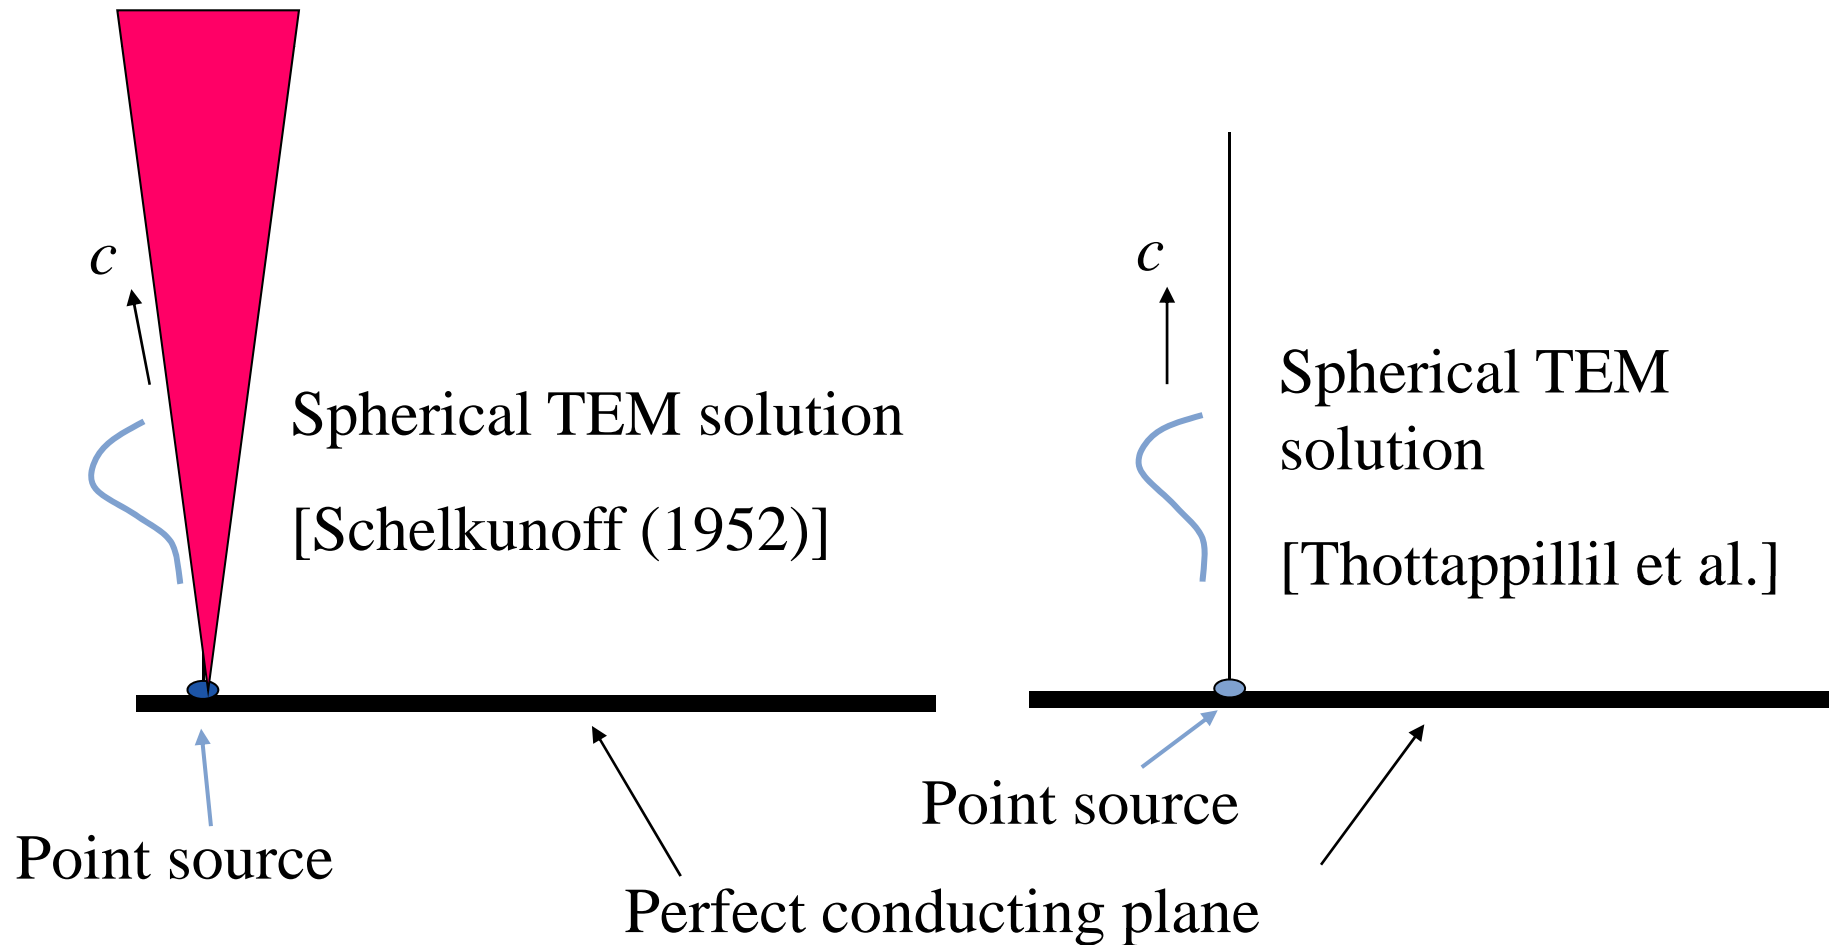 c
Spherical TEM solution
[Schelkunoff (1952)]
Point source
c
Spherical TEM
solution
[Thottappillil et al.]
Point source
Perfect conducting plane